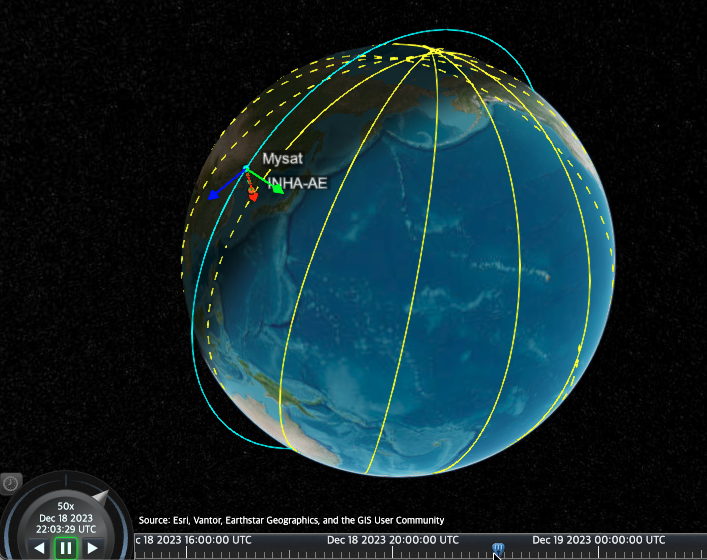 Mysat
INHA-AE
50x
Dec 18 2023
22:03:29 UTC
Source: Esri, Vantor, Earthstar Geographics, and the GIS User Community
c 18 2023 16:00:00 UTC
Dec 18 2023 20:00:00 UTC
Dec 19 2023 00:00:00 UTC